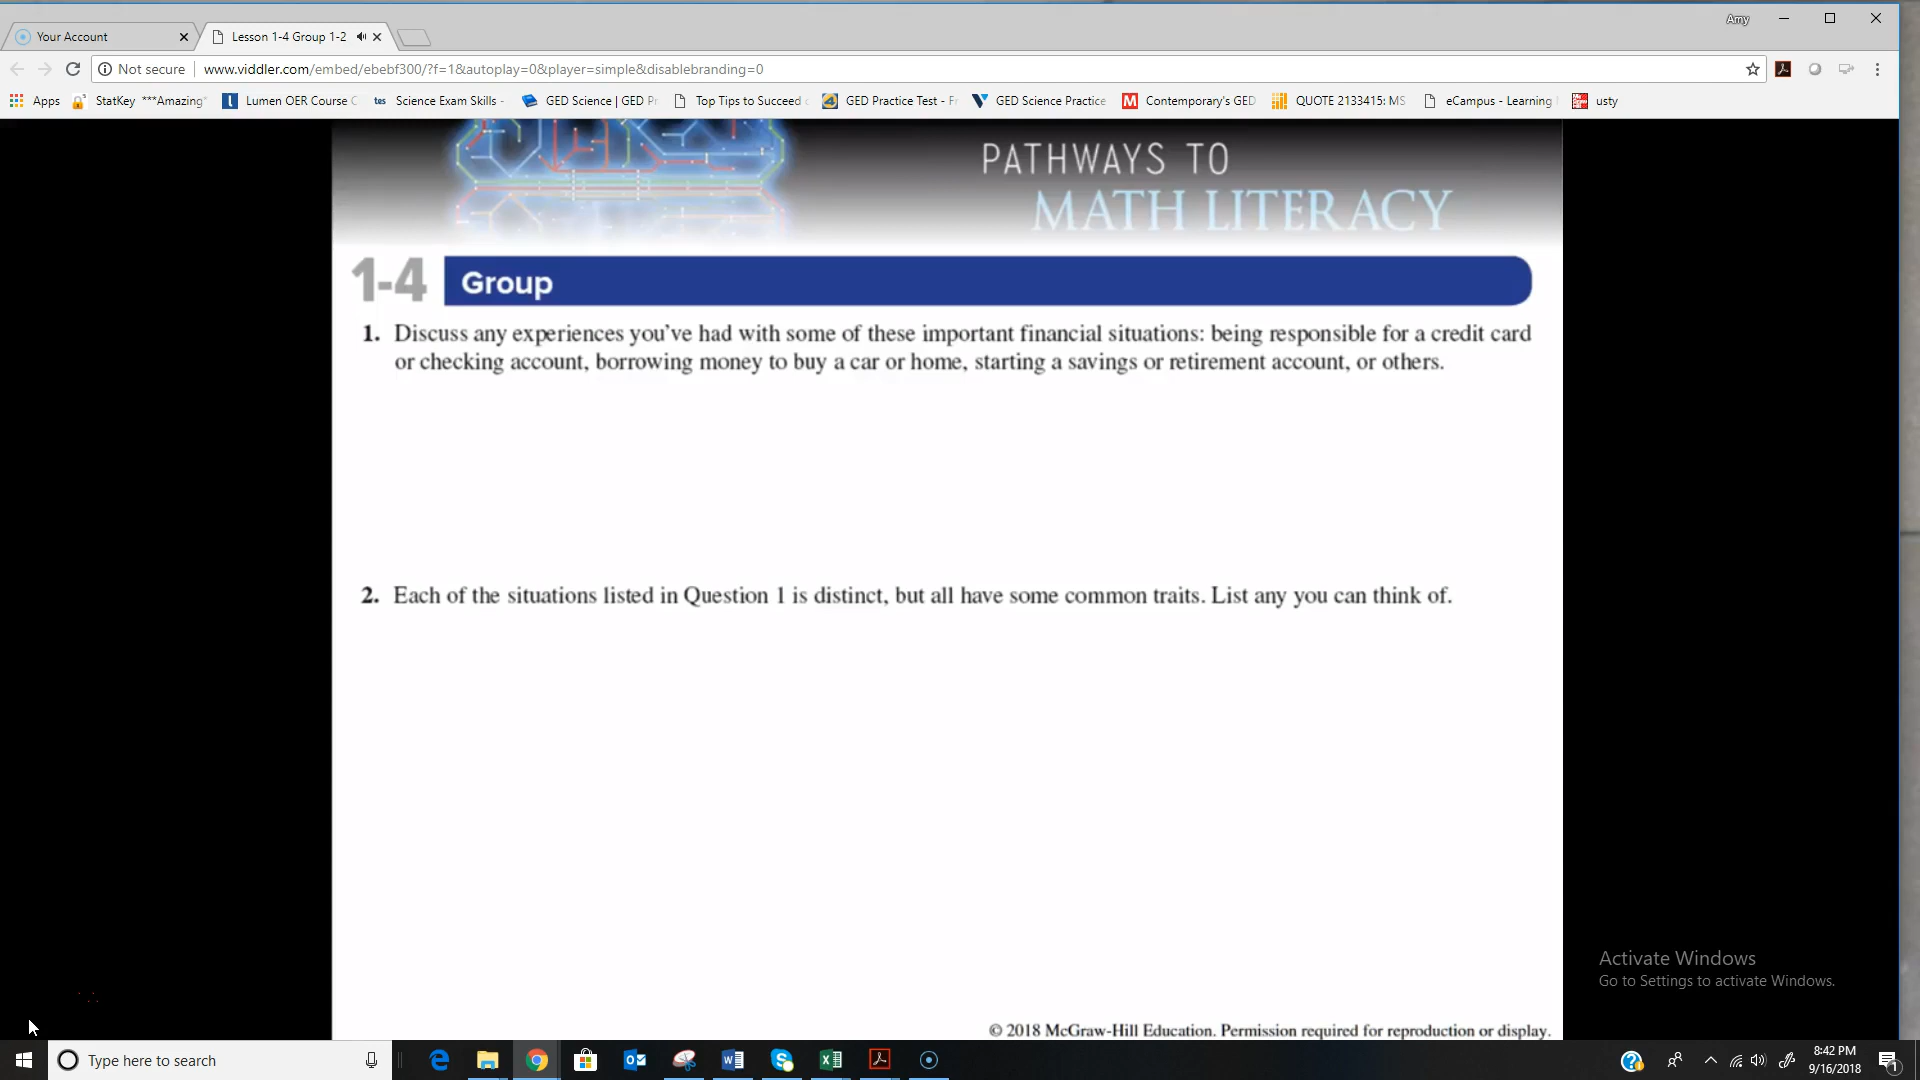 Amy
Your Account
Lesson 1-4 Group 1-2
Not secure
www.viddler.com/embed/ebebf300/?f=1&autoplay=0&player=simple&disablebranding=0
Apps StatKey ***Amazing* Lumen OER Course C tes Science Exam Skills - GED Science | GED Pr Top Tips to Succeed GED Practice Test - Fr GED Science Practice M Contemporary's GED QUOTE 2133415: MS eCampus - Learning usty
PATHWAYS TO
MATH LITERACY
1-4 Group
1. Discuss any experiences you've had with some of these important financial situations: being responsible for a credit card
or checking account, borrowing money to buy a car or home, starting a savings or retirement account, or others.
2. Each of the situations listed in Question 1 is distinct, but all have some common traits. List any you can think of.
Activate Windows
Go to Settings to activate Windows.
© 2018 McGraw-Hill Education. Permission required for reproduction or display.
Type here to search
8:42 PM
9/16/2018